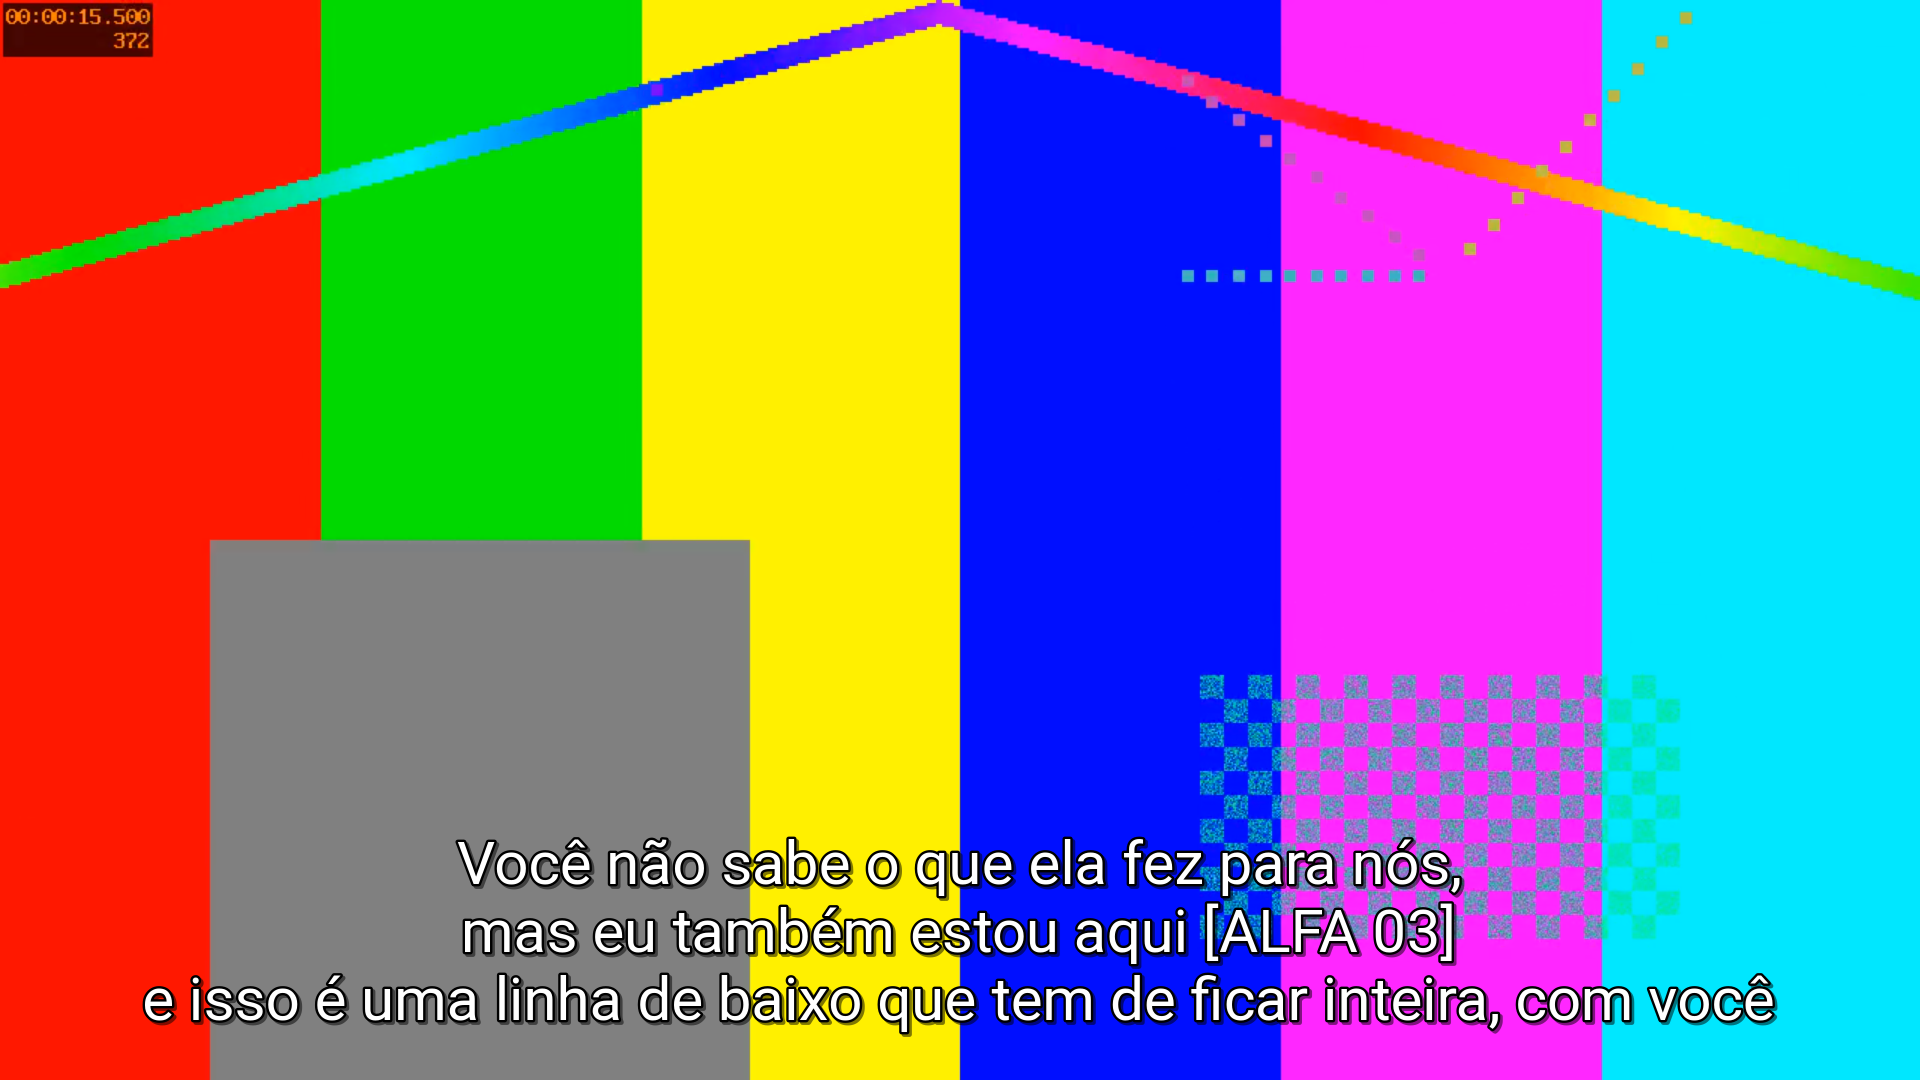 00:00:15.500
372
Você não sabe o que ela fez para nós,
mas eu também estou aqui [ALFA 03]
e isso é uma linha de baixo que tem de ficar inteira, com você